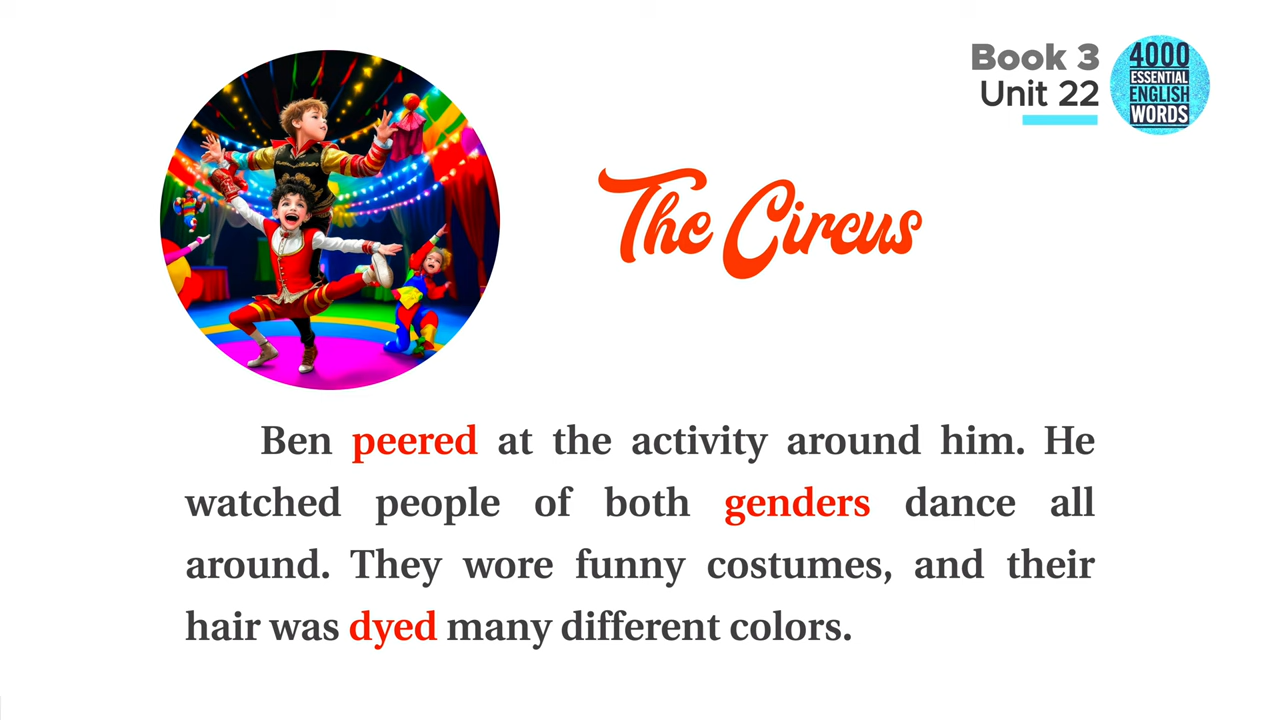 Book 3
Unit 22
4000
ESSENTIAL
ENGLISH
WORDS
The Circus
Ben peered at the activity around him. He
watched people of both genders dance all
around. They wore funny costumes, and their
hair was dyed many different colors.